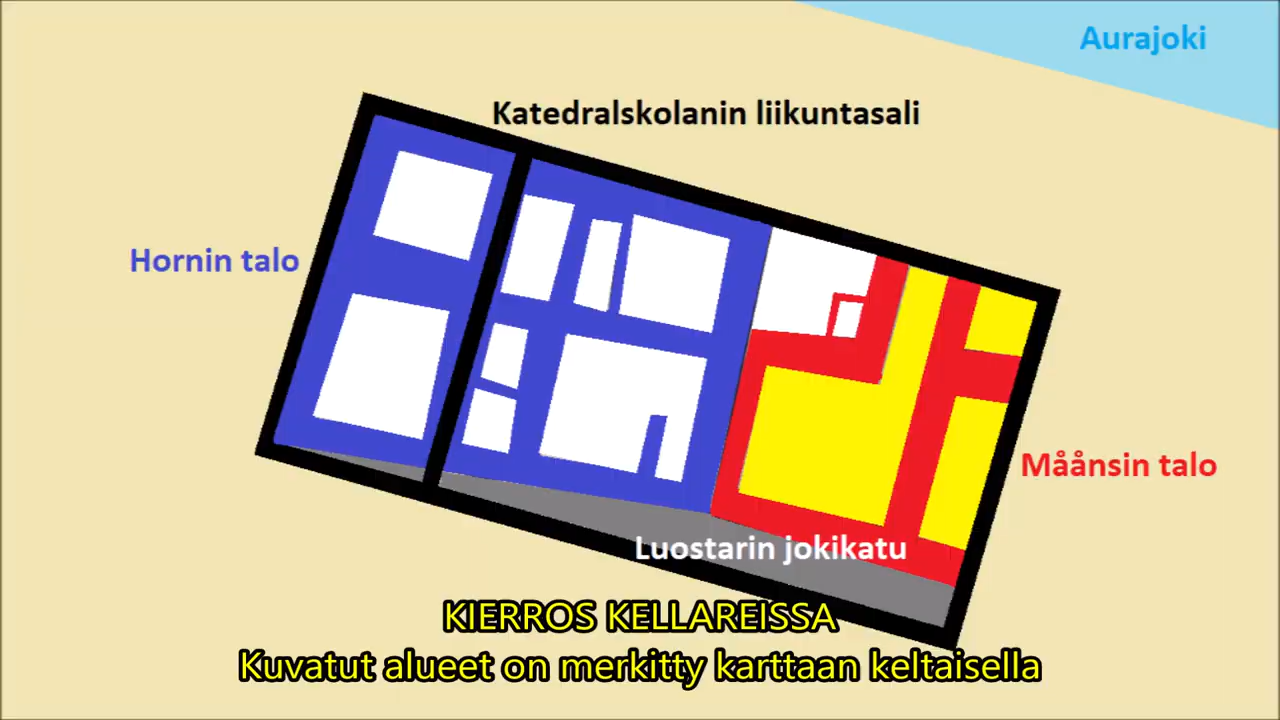 Aurajoki
Katedralskolanin liikuntasali
Hornin talo
Måånsin talo
Luostarin jokikatu
KIERROS KELLAREISSA
Kuvatut alueet on merkitty karttaan keltaisella